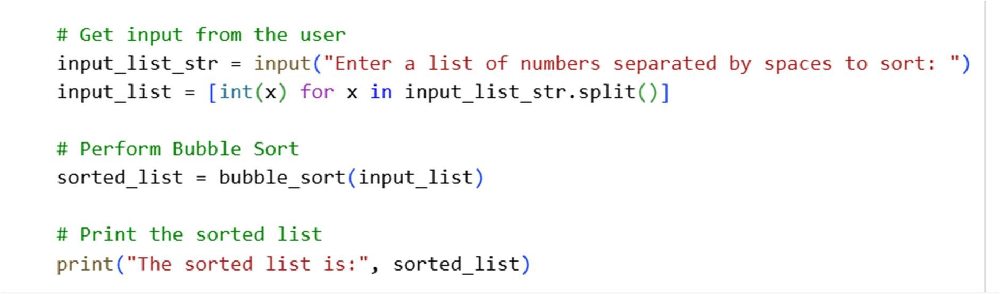 # Get input from the user
input_list_str = input("Enter a list of numbers separated by spaces to sort: ")
input_list = [int(x) for x in input_list_str.split()]
# Perform Bubble Sort
sorted_list = bubble_sort(input_list)
# Print the sorted list
print("The sorted list is:", sorted_list)